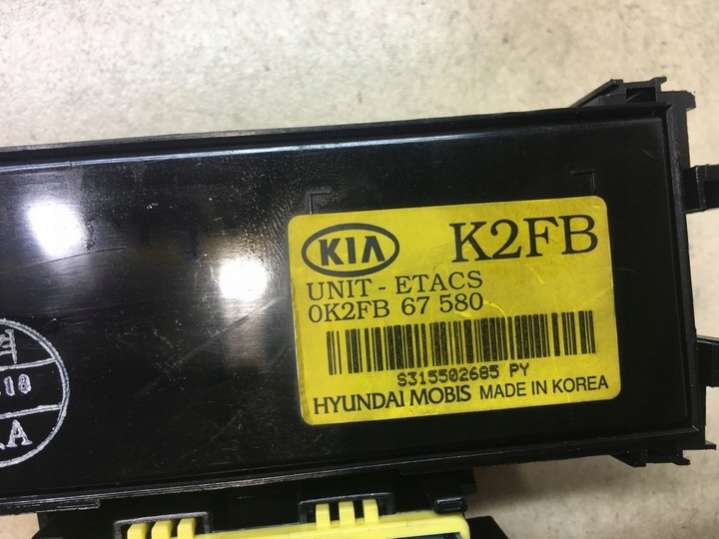 KIA K2FB
UNIT - ETACS
0K2FB 67 580
S315502685 PY
HYUNDAI MOBIS MADE IN KOREA